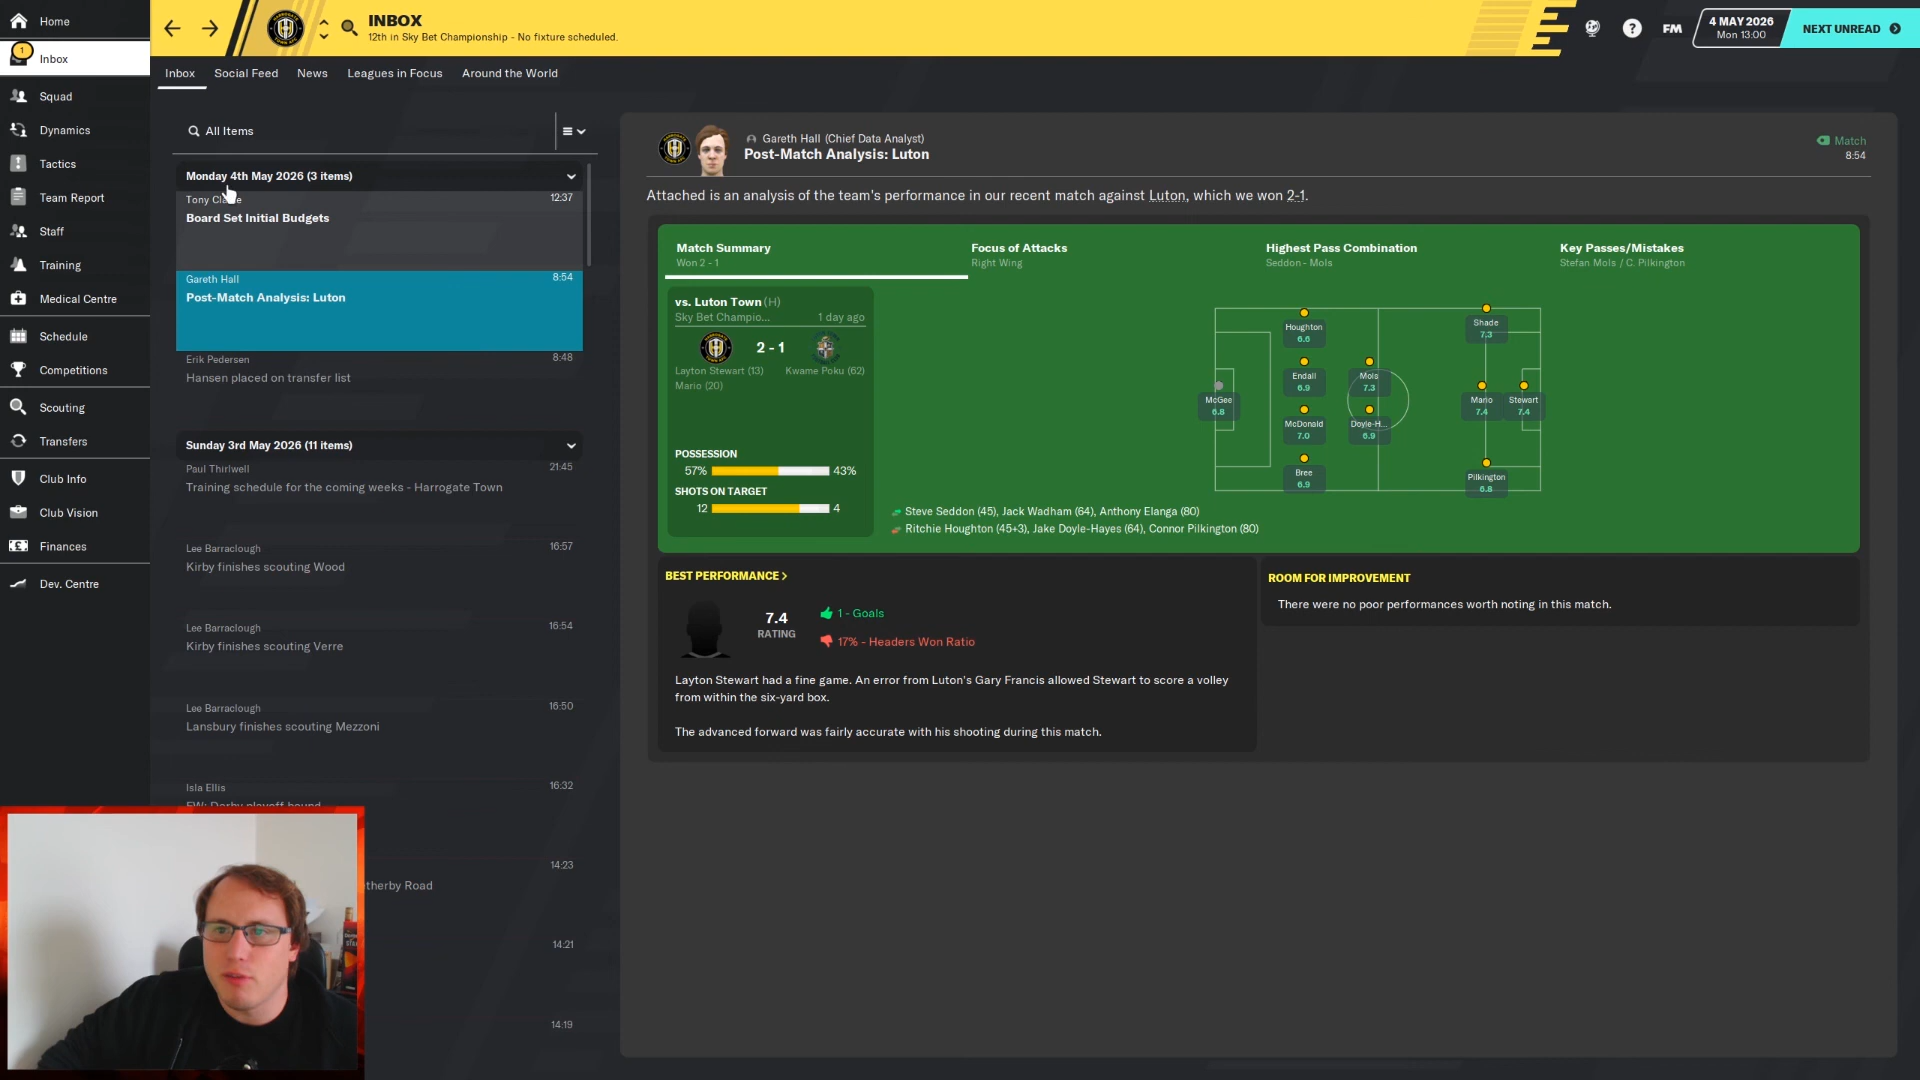 Home
1
Inbox
Squad
Dynamics
Tactics
Team Report
Staff
Training
Medical Centre
Schedule
Competitions
Scouting
Transfers
Club Info
Club Vision
Finances
Dev. Centre
INBOX
12th in Sky Bet Championship - No fixture scheduled.
?
FM
4 MAY 2026
Mon 13:00
NEXT UNREAD
Inbox
Social Feed
News
Leagues in Focus
Around the World
All Items
Monday 4th May 2026 (3 items)
Tony 12:37
Board Set Initial Budgets
Gareth Hall 8:54
Post-Match Analysis: Luton
Erik Pedersen 8:48
Hansen placed on transfer list
Sunday 3rd May 2026 (11 items)
Paul Thirlwell 21:45
Training schedule for the coming weeks - Harrogate Town
Lee Barraclough 16:57
Kirby finishes scouting Wood
Lee Barraclough 16:54
Kirby finishes scouting Verre
Lee Barraclough 16:50
Lansbury finishes scouting Mezzoni
Isla Ellis 16:32
FW: Derby playoff bound
14:23
therby Road
14:21
14:19
Gareth Hall (Chief Data Analyst)
Post-Match Analysis: Luton
Match
8:54
Attached is an analysis of the team's performance in our recent match against Luton, which we won 2-1.
Match Summary
Won 2 - 1
Focus of Attacks
Right Wing
Highest Pass Combination
Seddon - Mols
Key Passes/Mistakes
Stefan Mols / C. Pilkington
vs. Luton Town (H)
Sky Bet Champio... 1 day ago
2 - 1
Layton Stewart (13) Kwame Poku (62)
Mario (20)
POSSESSION
57% 43%
SHOTS ON TARGET
12 4
McGee
6.8
Houghton
6.6
Endall
6.9
McDonald
7.0
Bree
6.9
Mols
7.3
Doyle-H...
6.9
Shade
7.3
Mario
7.4
Stewart
7.4
Pilkington
6.8
Steve Seddon (45), Jack Wadham (64), Anthony Elanga (80)
Ritchie Houghton (45+3), Jake Doyle-Hayes (64), Connor Pilkington (80)
BEST PERFORMANCE >
7.4
RATING
1 - Goals
17% - Headers Won Ratio
Layton Stewart had a fine game. An error from Luton's Gary Francis allowed Stewart to score a volley
from within the six-yard box.
The advanced forward was fairly accurate with his shooting during this match.
ROOM FOR IMPROVEMENT
There were no poor performances worth noting in this match.